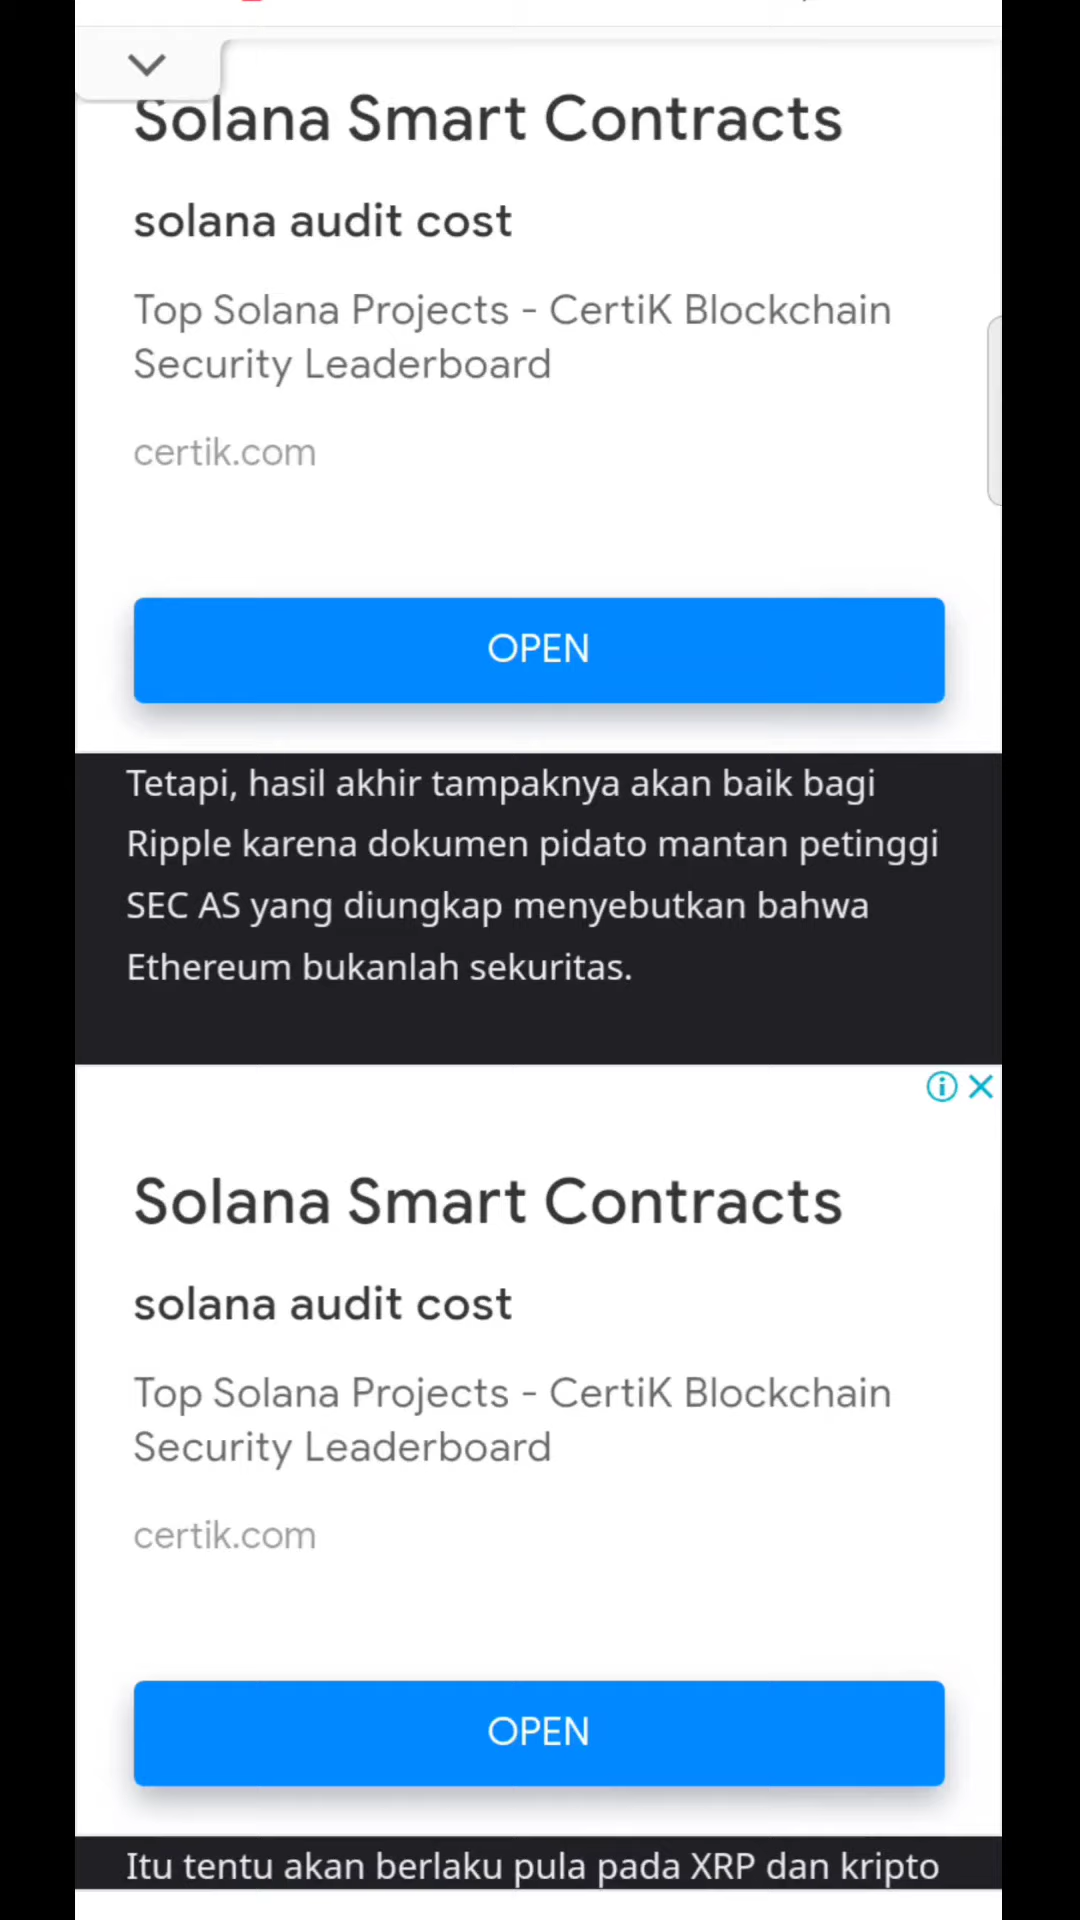 Solana Smart Contracts
solana audit cost
Top Solana Projects - CertiK Blockchain
Security Leaderboard
certik.com
OPEN
Tetapi, hasil akhir tampaknya akan baik bagi
Ripple karena dokumen pidato mantan petinggi
SEC AS yang diungkap menyebutkan bahwa
Ethereum bukanlah sekuritas.
Solana Smart Contracts
solana audit cost
Top Solana Projects - CertiK Blockchain
Security Leaderboard
certik.com
OPEN
Itu tentu akan berlaku pula pada XRP dan kripto